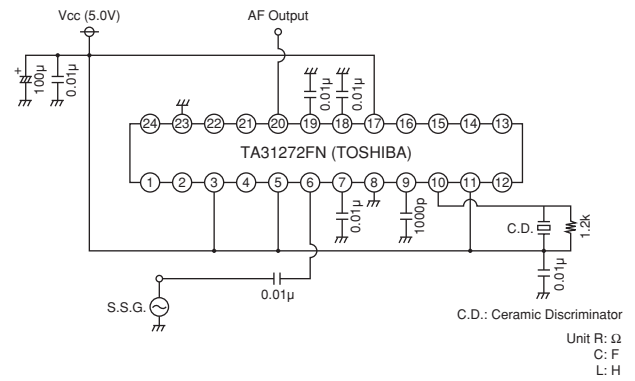 Vcc (5.0V)
AF Output
+
100μ
0.01μ
0.01μ
0.01μ
24 23 22 21 20 19 18 17 16 15 14 13
TA31272FN (TOSHIBA)
1 2 3 4 5 6 7 8 9 10 11 12
0.01μ
1000p
C.D.
1.2k
0.01μ
0.01μ
S.S.G.
C.D.: Ceramic Discriminator
Unit R: Ω
C: F
L: H